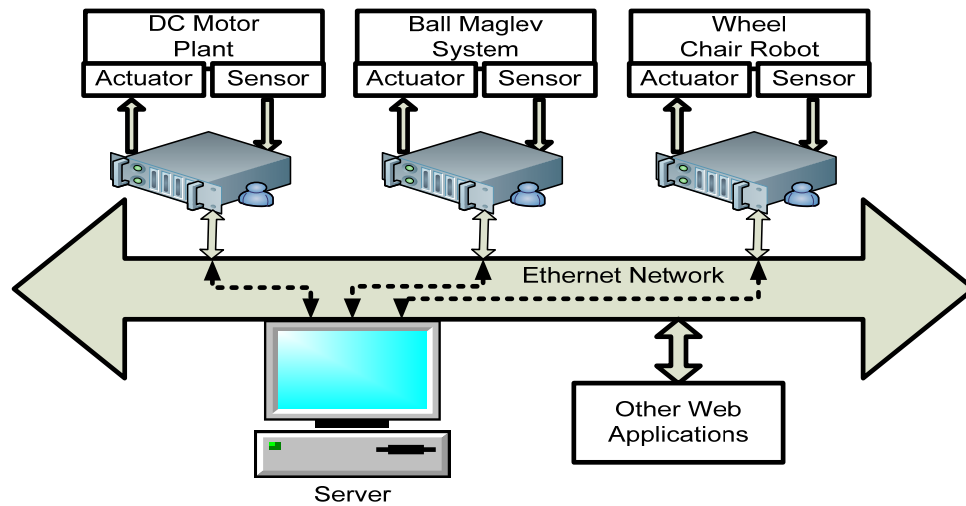 DC Motor
Plant
Actuator
Sensor
Ball Maglev
System
Actuator
Sensor
Wheel
Chair Robot
Actuator
Sensor
Ethernet Network
Other Web
Applications
Server